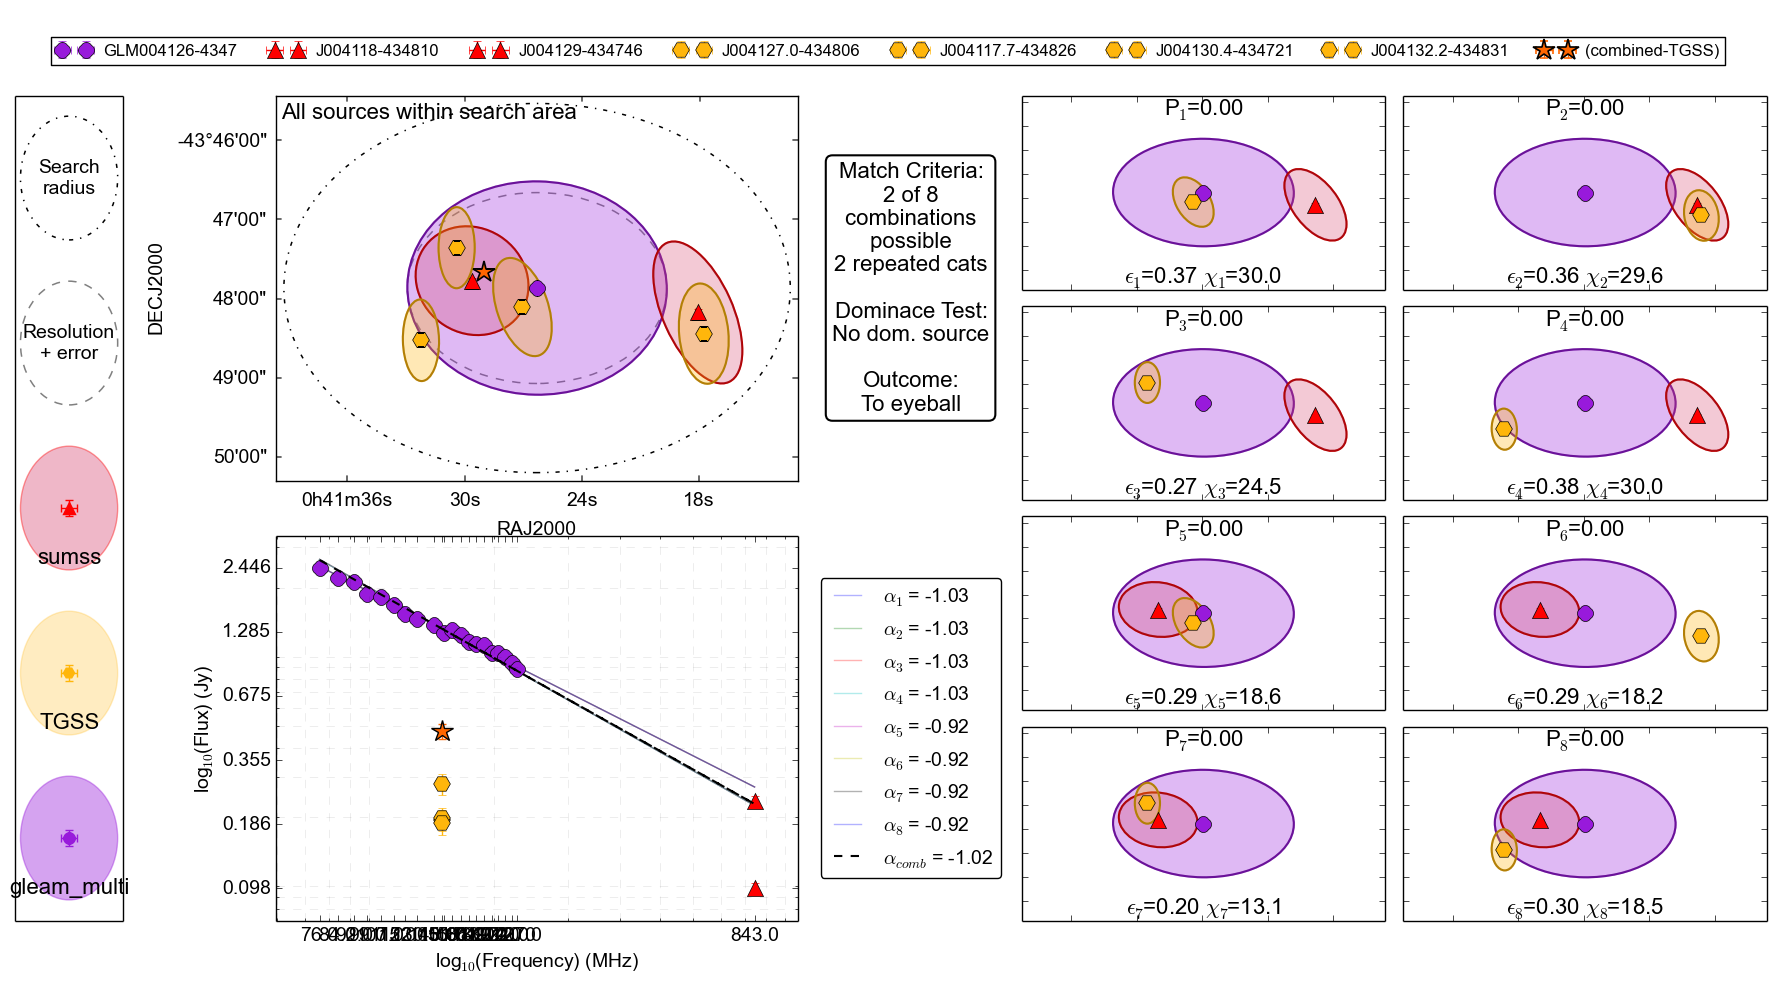 GLM004126-4347 J004118-434810 J004129-434746 J004127.0-434806 J004117.7-434826 J004130.4-434721 J004132.2-434831 (combined-TGSS)
Search
radius
Resolution
+ error
sumss
TGSS
gleam_multi
All sources within search area
-43°46'00"
47'00"
48'00"
49'00"
50'00"
DECJ2000
0h41m36s 30s 24s 18s
RAJ2000
Match Criteria:
2 of 8
combinations
possible
2 repeated cats
Dominace Test:
No dom. source
Outcome:
To eyeball
2.446
1.285
0.675
0.355
0.186
0.098
log10(Flux) (Jy)
843.0
log10(Frequency) (MHz)
α1 = -1.03
α2 = -1.03
α3 = -1.03
α4 = -1.03
α5 = -0.92
α6 = -0.92
α7 = -0.92
α8 = -0.92
αcomb = -1.02
P1=0.00
ϵ1=0.37 χ1=30.0
P2=0.00
ϵ2=0.36 χ2=29.6
P3=0.00
ϵ3=0.27 χ3=24.5
P4=0.00
ϵ4=0.38 χ4=30.0
P5=0.00
ϵ5=0.29 χ5=18.6
P6=0.00
ϵ6=0.29 χ6=18.2
P7=0.00
ϵ7=0.20 χ7=13.1
P8=0.00
ϵ8=0.30 χ8=18.5